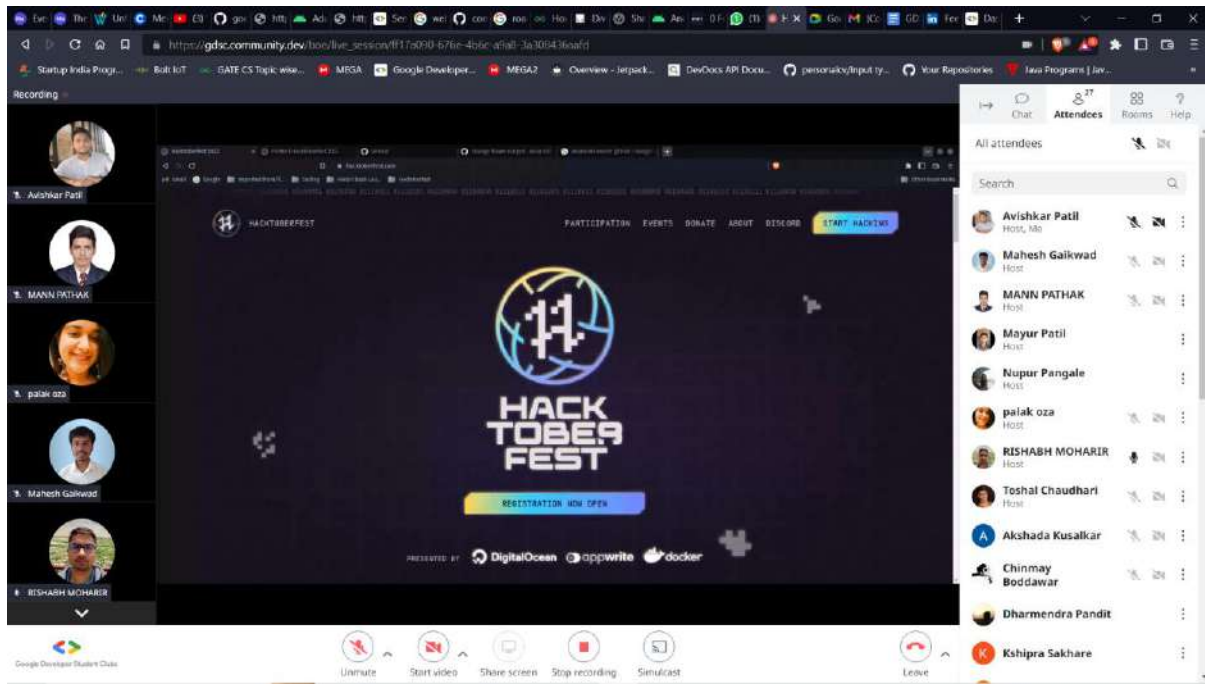 https://gdsc.community.dev/boe/live_session/
Startup India Progr... Bolt IoT GATE CS Topic wise... MEGA Google Developer... MEGA2 Overview - Jetpack... DevDocs API Docu... Your Repositories Java Programs | Jav...
Recording
Avishkar Patil
MANN PATHAK
palak oza
Mahesh Gaikwad
RISHABH MOHARIR
HACKTOBERFEST
PARTICIPATION EVENTS DONATE ABOUT DISCORD START HACKING
HACK
TOBER
FEST
REGISTRATION NOW OPEN
PRESENTED BY DigitalOcean appwrite docker
Chat Attendees 27 Rooms Help
All attendees
Search
Avishkar Patil
Host, Me
Mahesh Gaikwad
Host
MANN PATHAK
Host
Mayur Patil
Host
Nupur Pangale
Host
palak oza
Host
RISHABH MOHARIR
Host
Toshal Chaudhari
Host
A Akshada Kusalkar
Chinmay
Boddawar
Dharmendra Pandit
K Kshipra Sakhare
Google Developer Student Clubs
Unmute Start video Share screen Stop recording Simulcast Leave